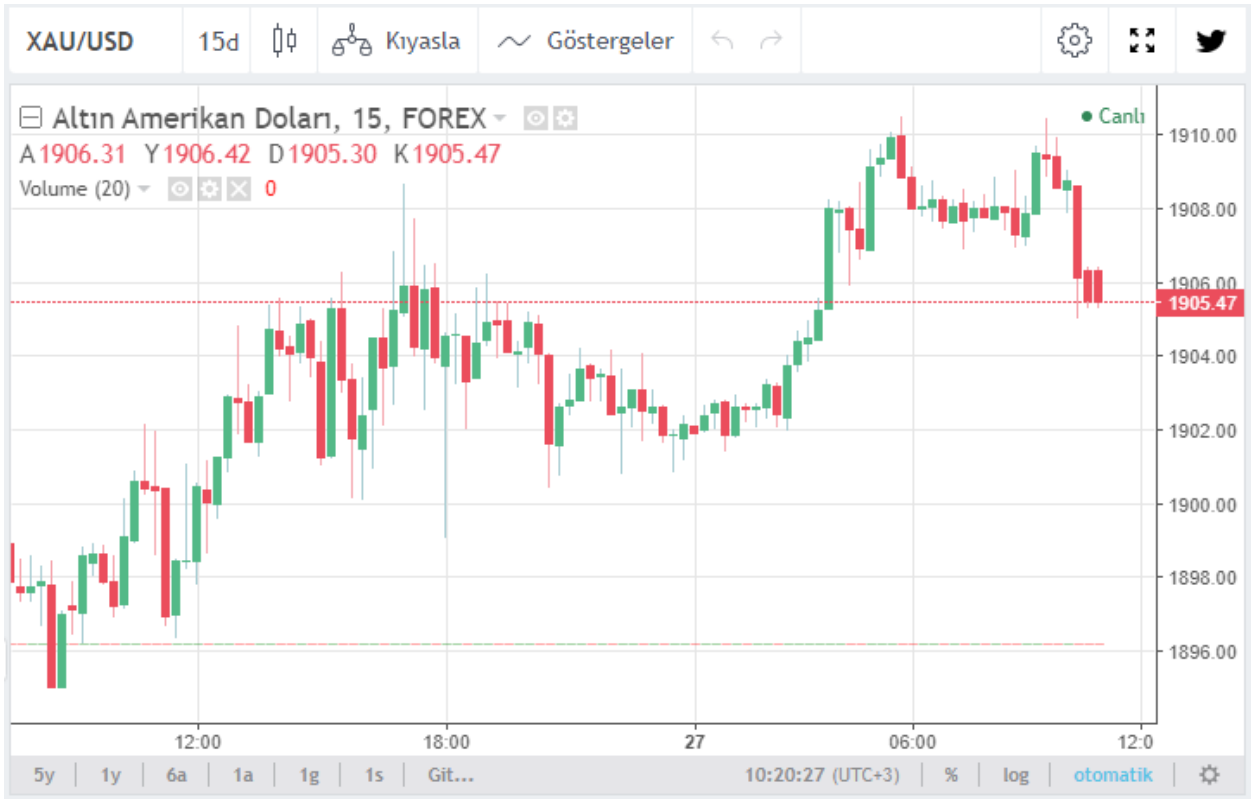 XAU/USD 15d Kıyasla Göstergeler
Altın Amerikan Doları, 15, FOREX
Canlı
A1906.31 Y1906.42 D1905.30 K1905.47
Volume (20) 0
1910.00
1908.00
1906.00
1905.47
1904.00
1902.00
1900.00
1898.00
1896.00
12:00 18:00 27 06:00 12:0
5y 1y 6a 1a 1g 1s Git... 10:20:27 (UTC+3) % log otomatik